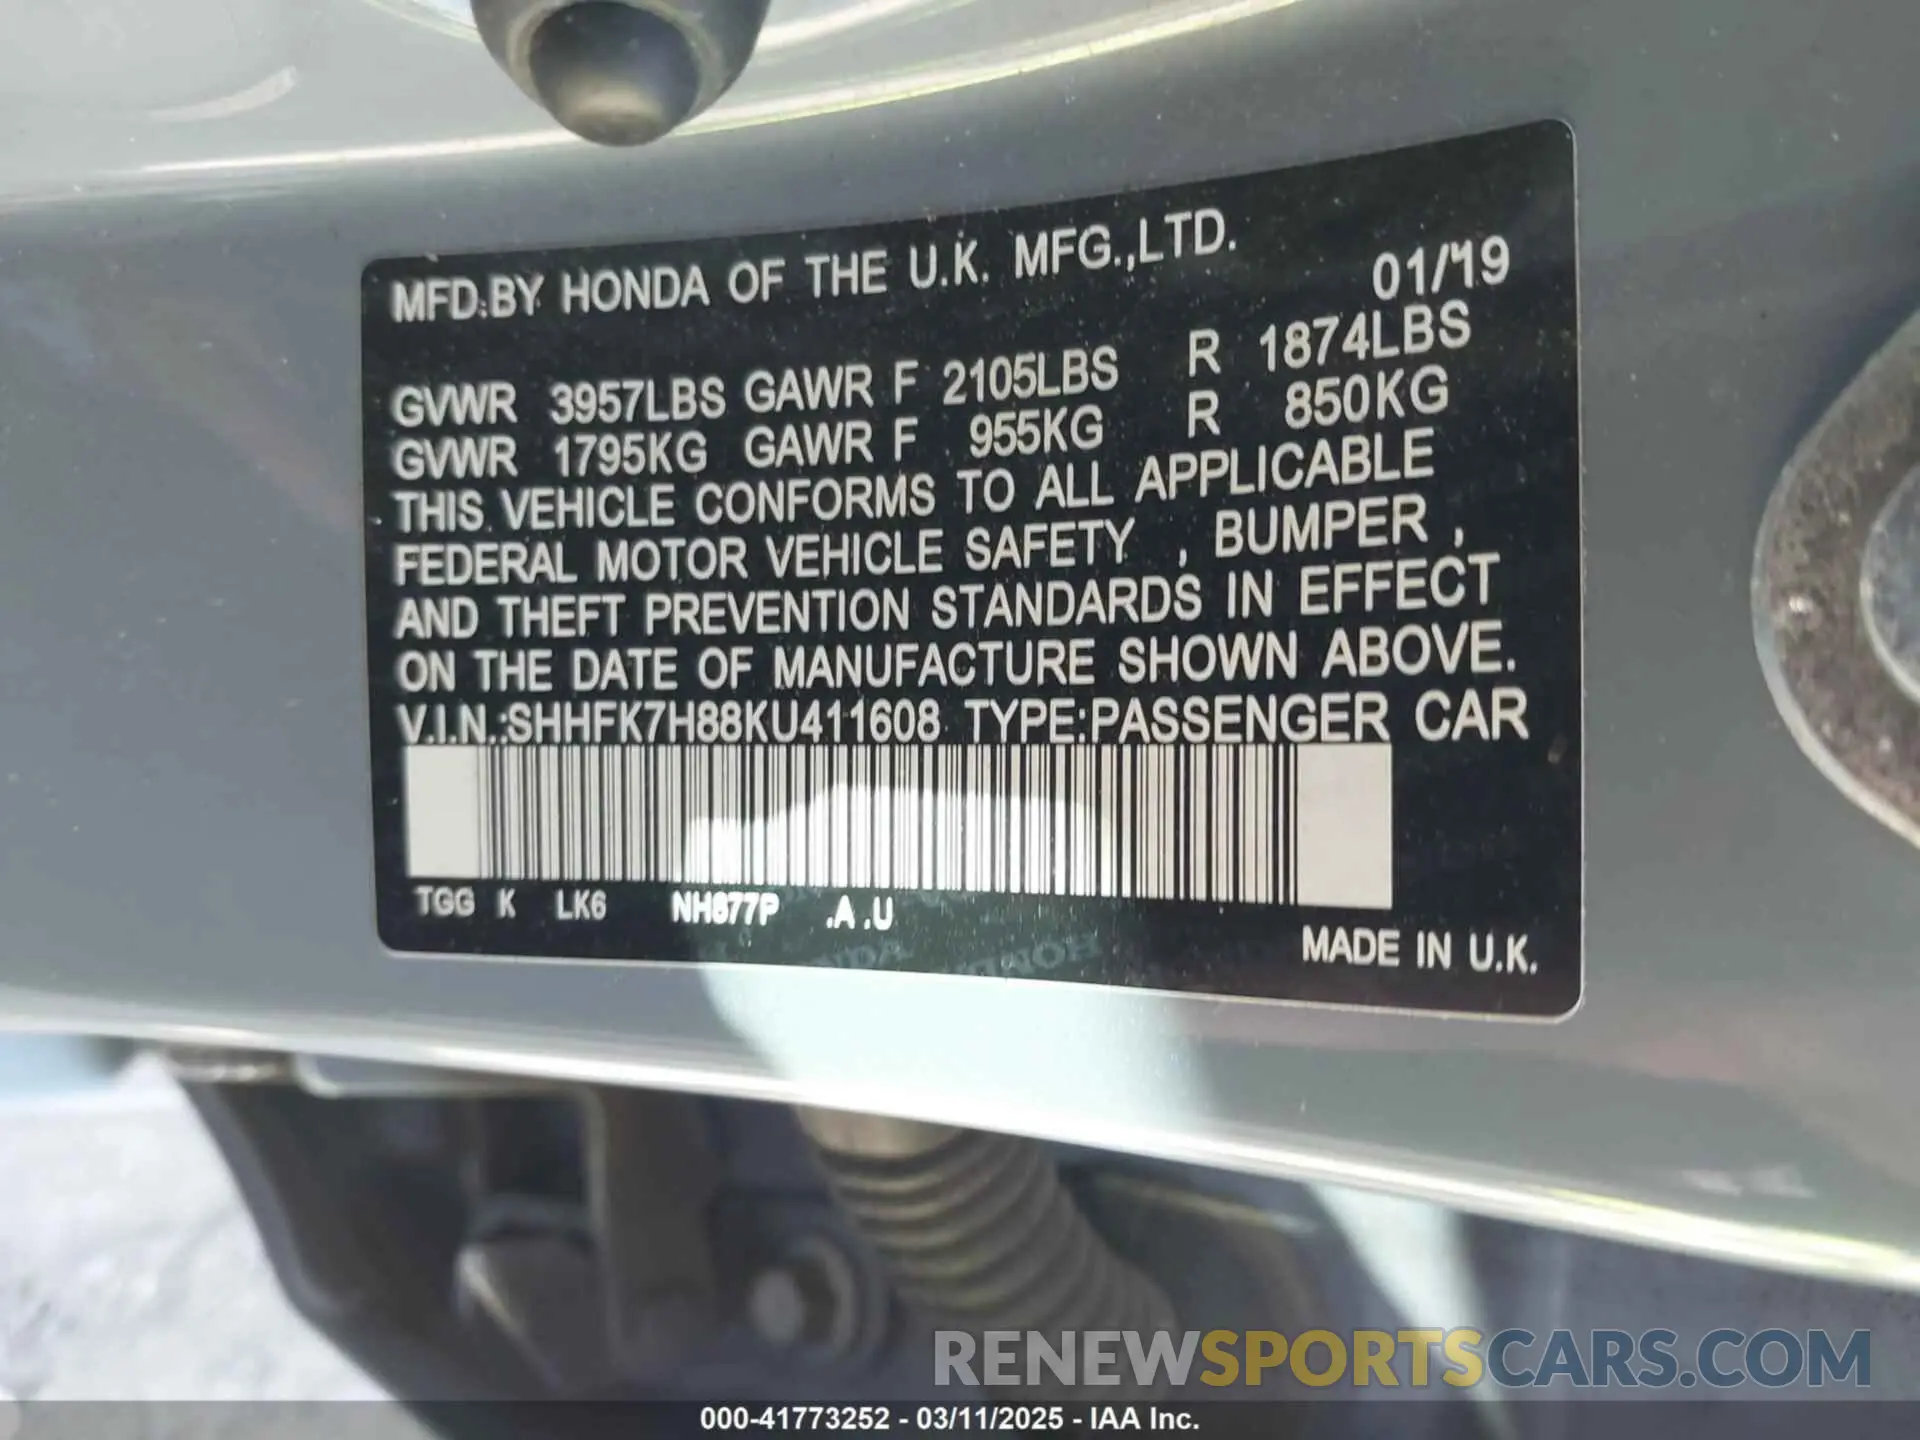 MFD.BY HONDA OF THE U.K. MFG.,LTD. 01/19
GVWR 3957LBS GAWR F 2105LBS R 1874LBS
GVWR 1795KG GAWR F 955KG R 850KG
THIS VEHICLE CONFORMS TO ALL APPLICABLE
FEDERAL MOTOR VEHICLE SAFETY , BUMPER ,
AND THEFT PREVENTION STANDARDS IN EFFECT
ON THE DATE OF MANUFACTURE SHOWN ABOVE.
V.I.N.:SHHFK7H88KU411608 TYPE:PASSENGER CAR
TGG K LK6 NH877P .A .U
MADE IN U.K.
RENEWSPORTSCARS.COM
000-41773252 - 03/11/2025 - IAA Inc.